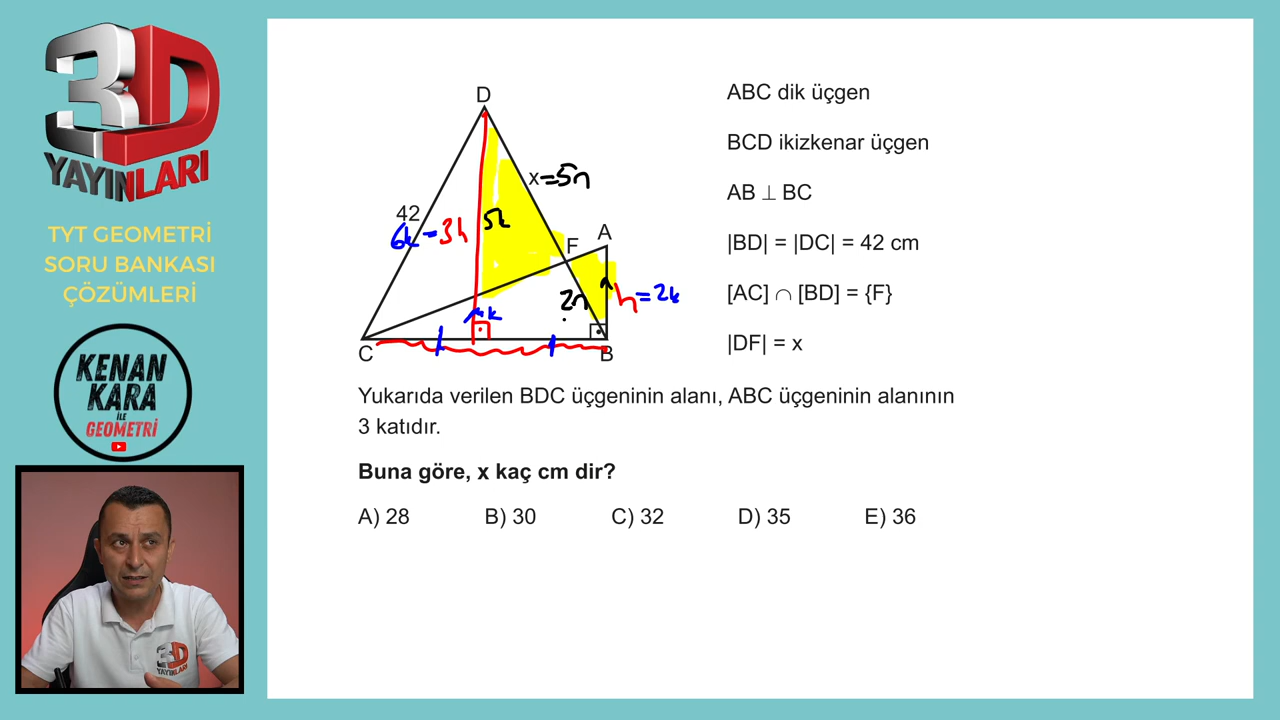 3D
YAYINLARI
TYT GEOMETRİ
SORU BANKASI
ÇÖZÜMLERİ
KENAN
KARA
İLE
GEOMETRİ
3D
YAYINLARI
D
x=5n
42
6k=3h
5k
F
A
2n
h=2k
k
C
B
ABC dik üçgen
BCD ikizkenar üçgen
AB ⊥ BC
|BD| = |DC| = 42 cm
[AC] ∩ [BD] = {F}
|DF| = x
Yukarıda verilen BDC üçgeninin alanı, ABC üçgeninin alanının
3 katıdır.
Buna göre, x kaç cm dir?
A) 28 B) 30 C) 32 D) 35 E) 36